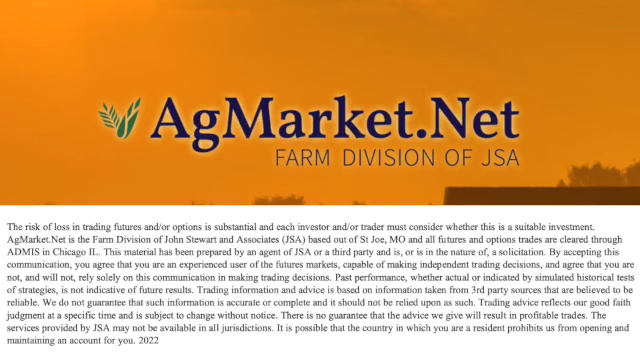 AgMarket.Net
FARM DIVISION OF JSA
The risk of loss in trading futures and/or options is substantial and each investor and/or trader must consider whether this is a suitable investment.
AgMarket.Net is the Farm Division of John Stewart and Associates (JSA) based out of St Joe, MO and all futures and options trades are cleared through
ADMIS in Chicago IL. This material has been prepared by an agent of JSA or a third party and is, or is in the nature of, a solicitation. By accepting this
communication, you agree that you are an experienced user of the futures markets, capable of making independent trading decisions, and agree that you are
not, and will not, rely solely on this communication in making trading decisions. Past performance, whether actual or indicated by simulated historical tests
of strategies, is not indicative of future results. Trading information and advice is based on information taken from 3rd party sources that are believed to be
reliable. We do not guarantee that such information is accurate or complete and it should not be relied upon as such. Trading advice reflects our good faith
judgment at a specific time and is subject to change without notice. There is no guarantee that the advice we give will result in profitable trades. The
services provided by JSA may not be available in all jurisdictions. It is possible that the country in which you are a resident prohibits us from opening and
maintaining an account for you. 2022